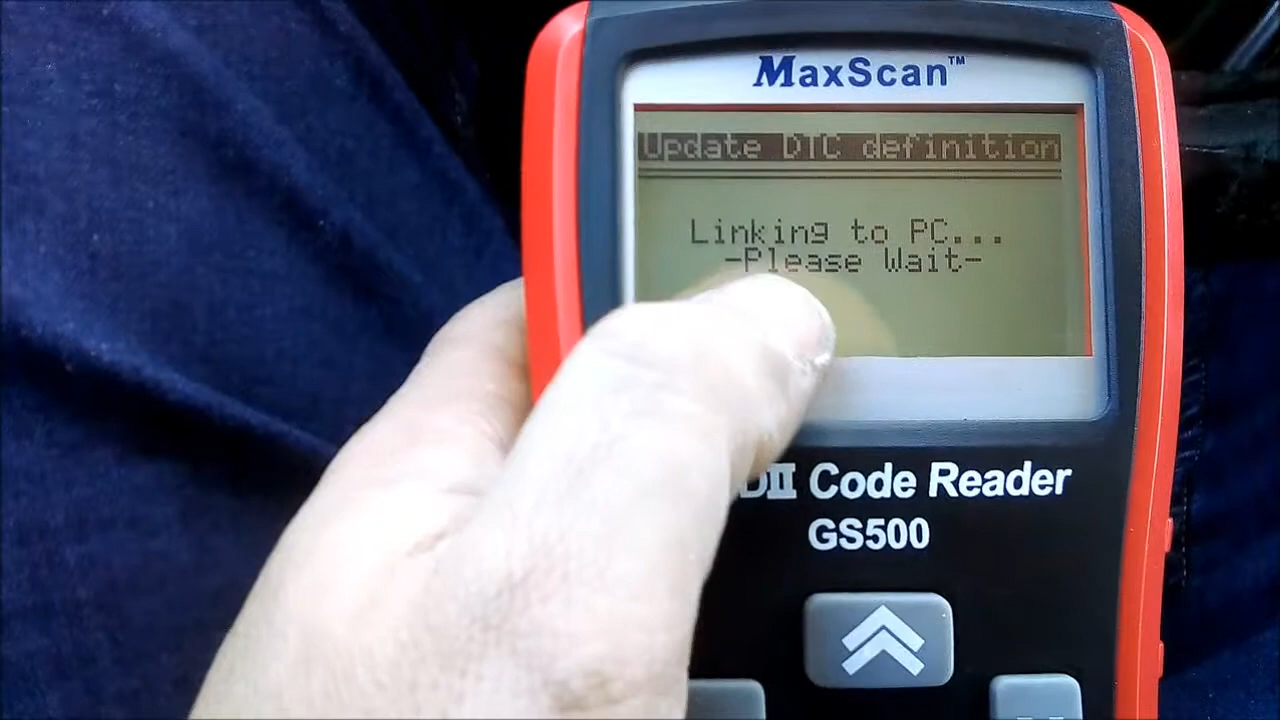 MaxScan™
Update DTC definition
Linking to PC...
-Please Wait-
Code Reader
GS500